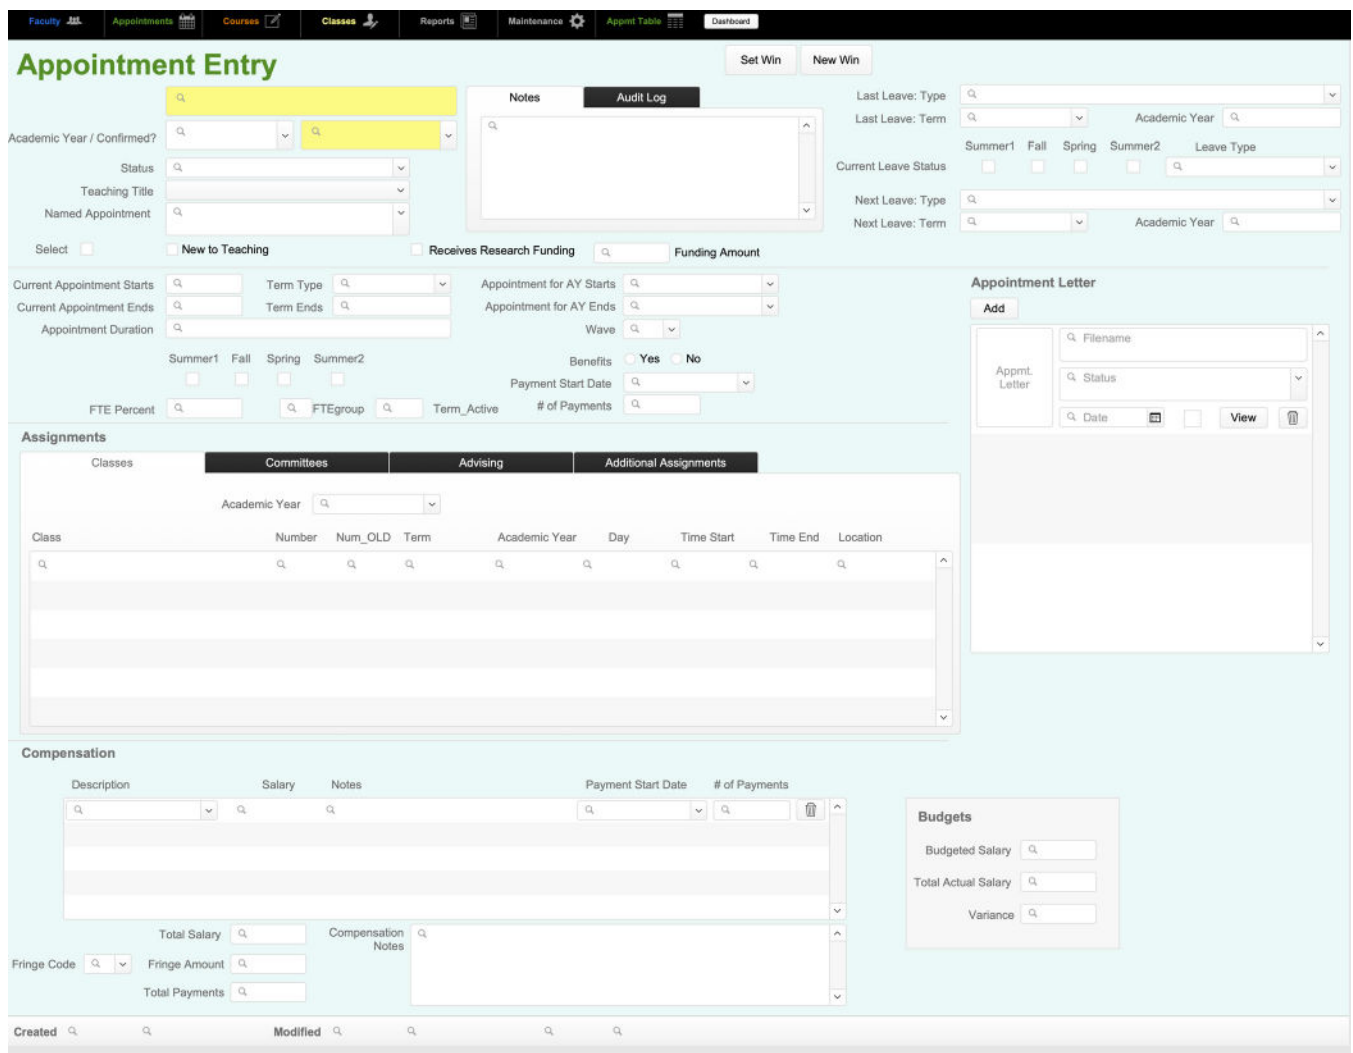 Faculty Appointments Courses Classes Reports Maintenance Appmt Table Dashboard
Appointment Entry
Set Win New Win
Notes Audit Log
Last Leave: Type
Last Leave: Term Academic Year
Academic Year / Confirmed?
Summer1 Fall Spring Summer2 Leave Type
Status
Current Leave Status
Teaching Title
Next Leave: Type
Named Appointment
Next Leave: Term Academic Year
Select New to Teaching Receives Research Funding Funding Amount
Current Appointment Starts Term Type Appointment for AY Starts
Current Appointment Ends Term Ends Appointment for AY Ends
Appointment Duration Wave
Summer1 Fall Spring Summer2
Benefits Yes No
Payment Start Date
FTE Percent FTEgroup Term_Active # of Payments
Appointment Letter
Add
Appmt.
Letter
Filename
Status
Date View
Assignments
Classes Committees Advising Additional Assignments
Academic Year
Class Number Num_OLD Term Academic Year Day Time Start Time End Location
Compensation
Description Salary Notes Payment Start Date # of Payments
Budgets
Budgeted Salary
Total Actual Salary
Variance
Total Salary
Compensation
Notes
Fringe Code Fringe Amount
Total Payments
Created Modified